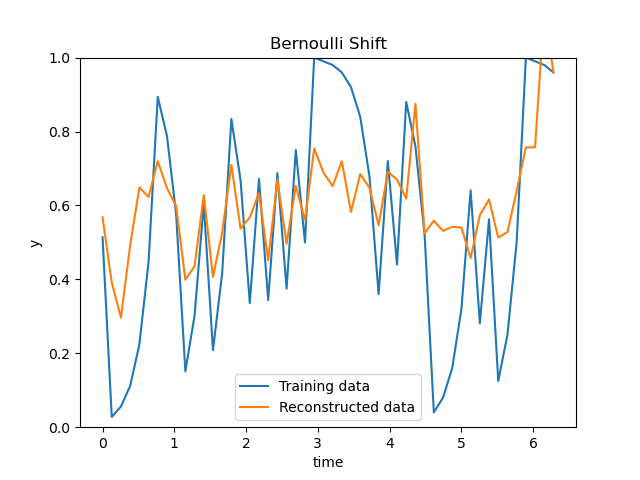 Bernoulli Shift
1.0
0.8
0.6
0.4
0.2
0.0
y
Training data
Reconstructed data
0 1 2 3 4 5 6
time